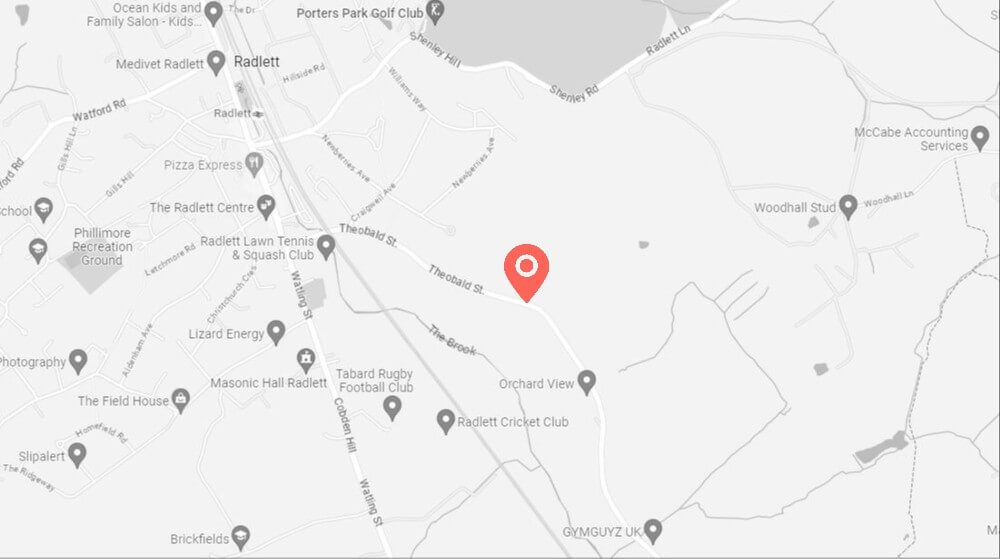 Ocean Kids and
Family Salon - Kids...
The Dr
Porters Park Golf Club
Shenley Hill
Radlett Ln
Medivet Radlett
Radlett
Hillside Rd
Williams Way
Shenley Rd
Watford Rd
Radlett
McCabe Accounting
Services
Gills Hill Ln
Newberries Ave
Newberries Ave
Pizza Express
tford Rd
Gills Hill
Craigweil Ave
Woodhall Ln
Woodhall Stud
School
The Radlett Centre
Theobald St.
Phillimore
Recreation
Ground
Letchmore Rd
Radlett Lawn Tennis
& Squash Club
Theobald St.
Christchurch Cres
Watling St
Lizard Energy
The Brook
Aldenham Ave
Photography
Masonic Hall Radlett
Tabard Rugby
Football Club
Orchard View
The Field House
Cobden Hill
Radlett Cricket Club
Homefield Rd
Slipalert
The Ridgeway
Watling St
Brickfields
GYMGUYZ UK
Ma